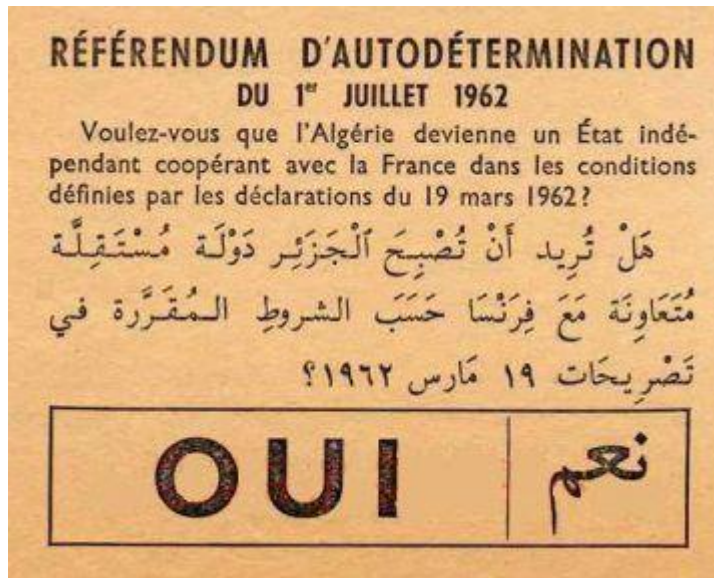 RÉFÉRENDUM D'AUTODÉTERMINATION
DU 1er JUILLET 1962
Voulez-vous que l'Algérie devienne un État indé-
pendant coopérant avec la France dans les conditions
définies par les déclarations du 19 mars 1962?
هَلْ تُرِيد أَنْ تُصْبِحَ ٱلْجَزَئِر دَوْلَة مُسْتَقِلَّة
مُتَعَاوِنَة مَعَ فِرَنْسَا حَسَبَ الشروطِ المُقَرَّرة في
تَصْرِيحَات ١٩ مَارس ١٩٦٢؟
OUI نعم